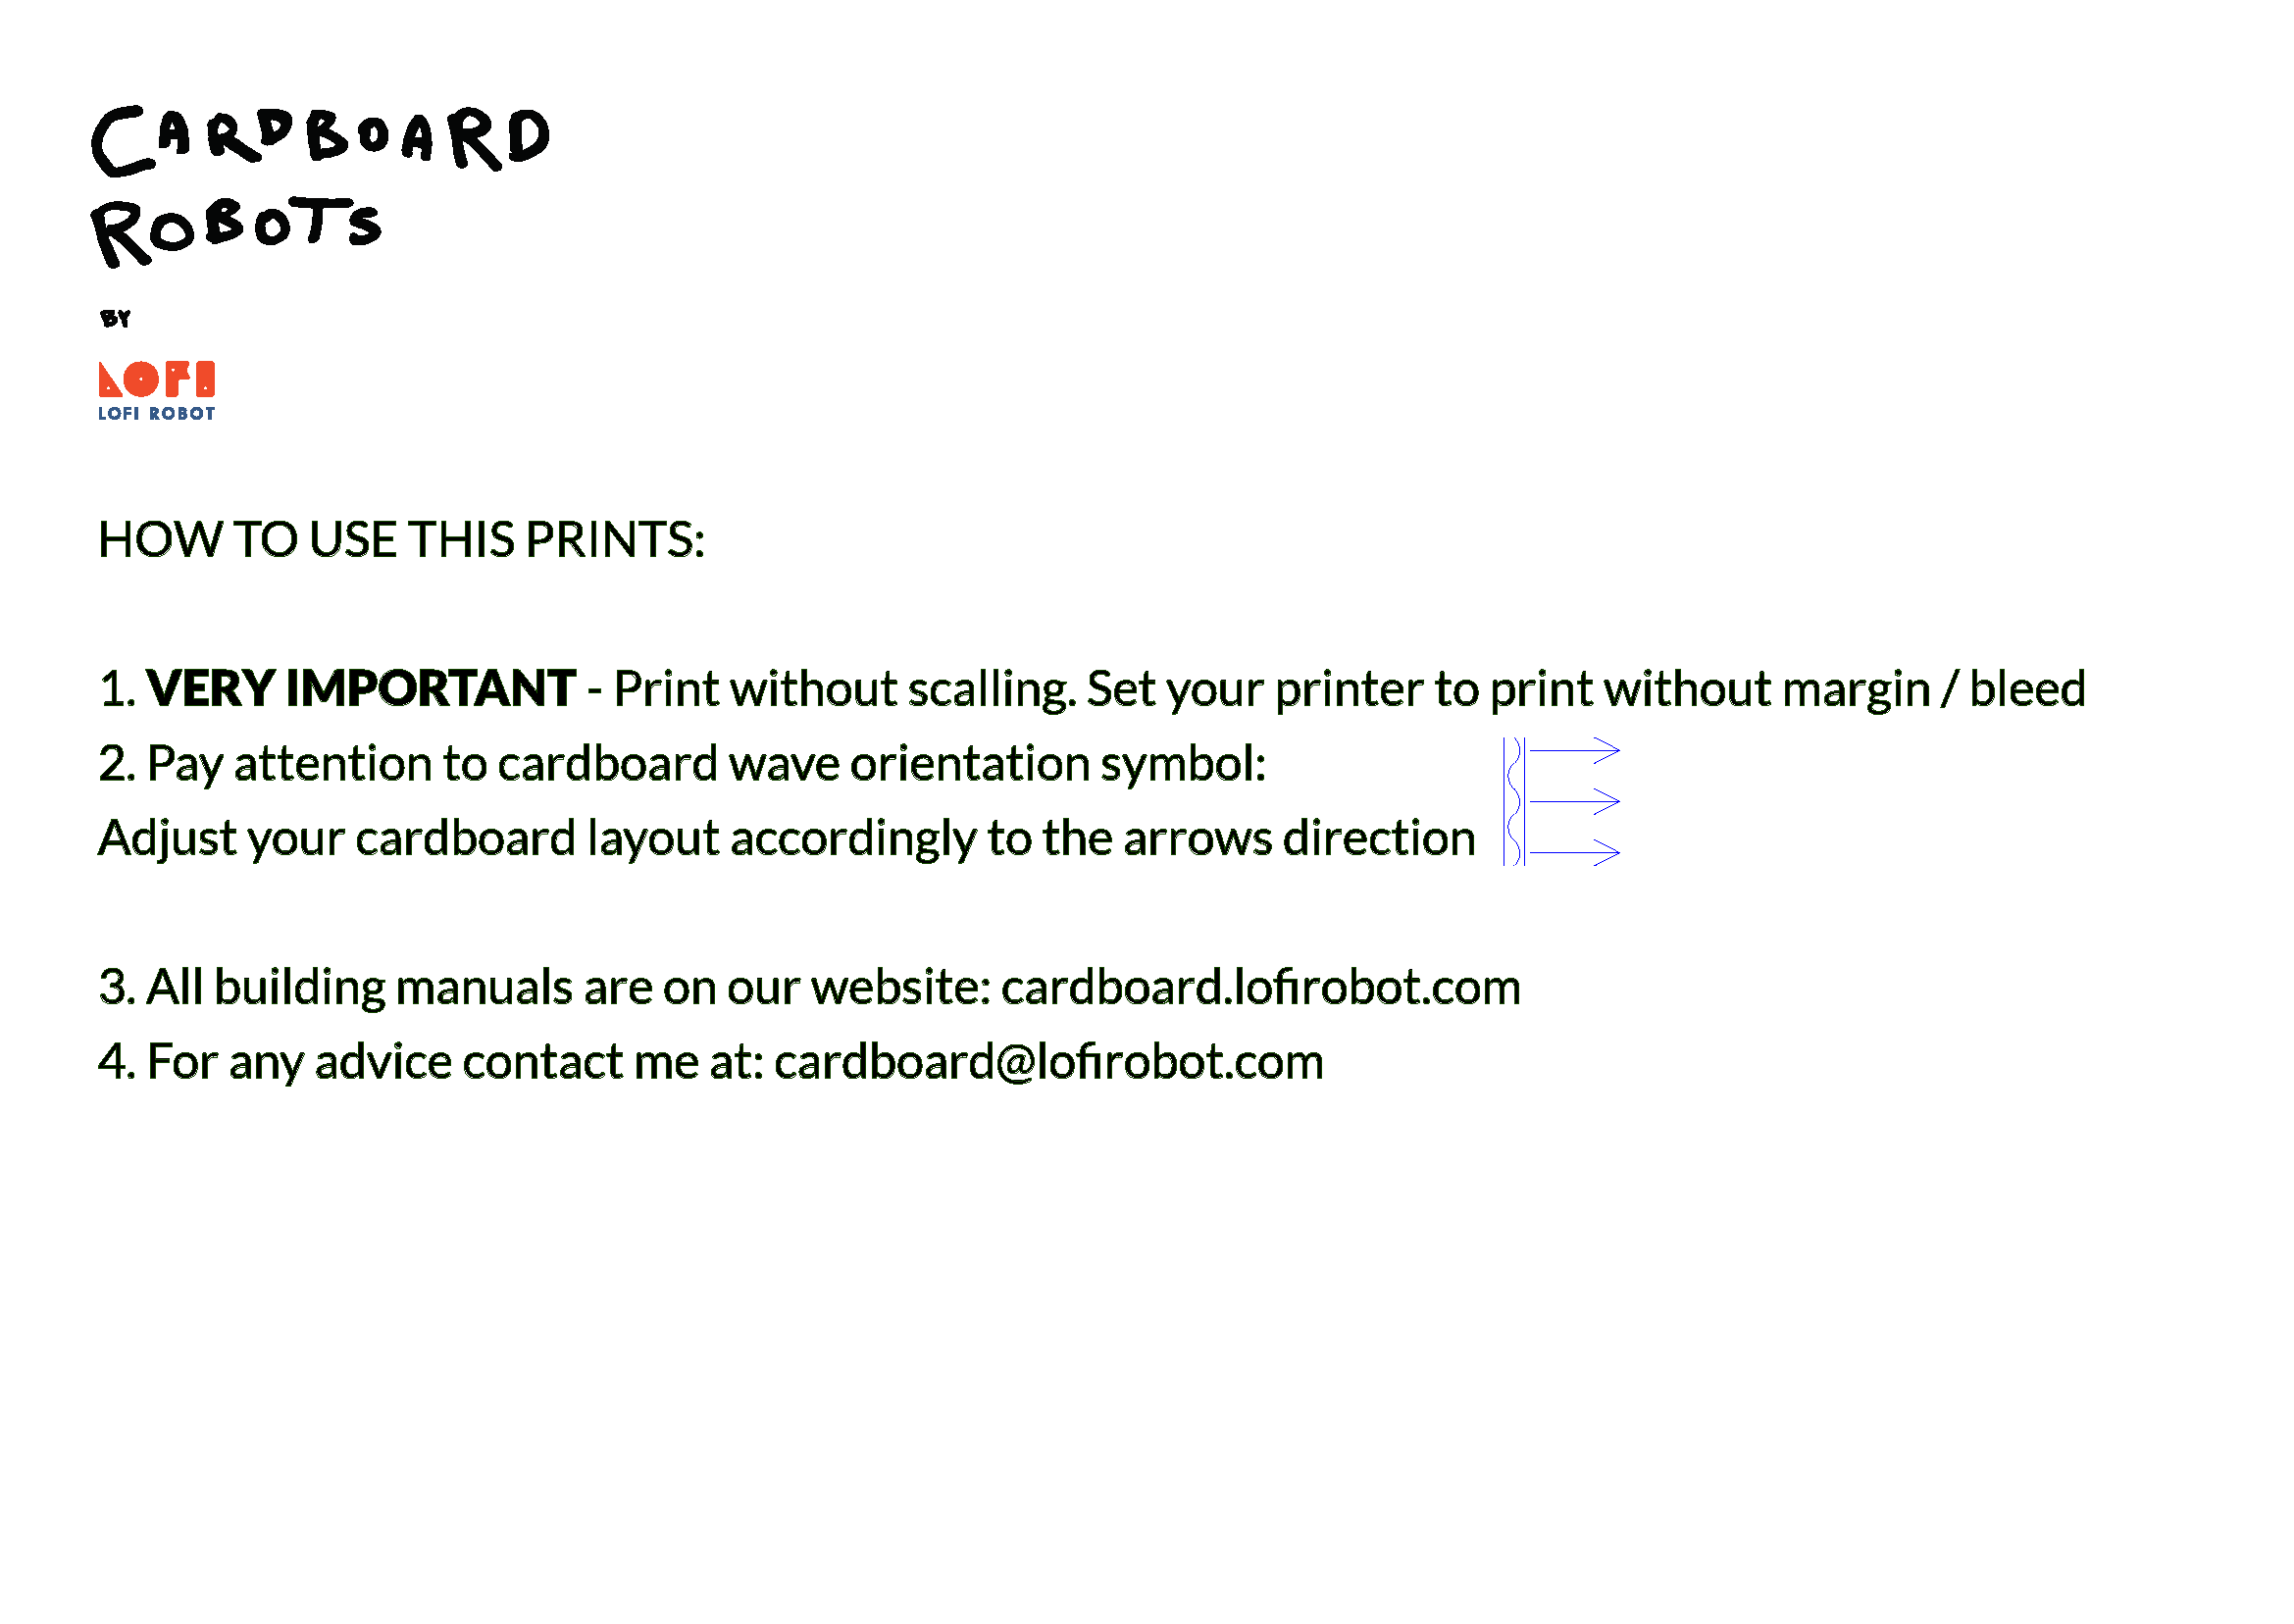 CARDBOARD
ROBOTS
BY
LOFI
LOFI ROBOT
HOW TO USE THIS PRINTS:
1. VERY IMPORTANT - Print without scalling. Set your printer to print without margin / bleed
2. Pay attention to cardboard wave orientation symbol:
Adjust your cardboard layout accordingly to the arrows direction
3. All building manuals are on our website: cardboard.lofirobot.com
4. For any advice contact me at: cardboard@lofirobot.com